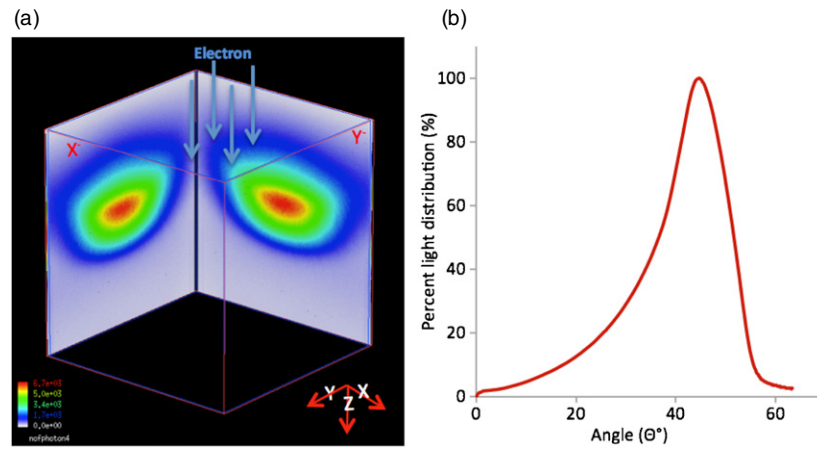 (a)
Electron
X-
Y-
6.7e+03
5.0e+03
3.4e+03
1.7e+03
0.0e+00
nofphoton4
Y
Z
X
(b)
Percent light distribution (%)
100
80
60
40
20
0
0
20
40
60
Angle (Θ°)